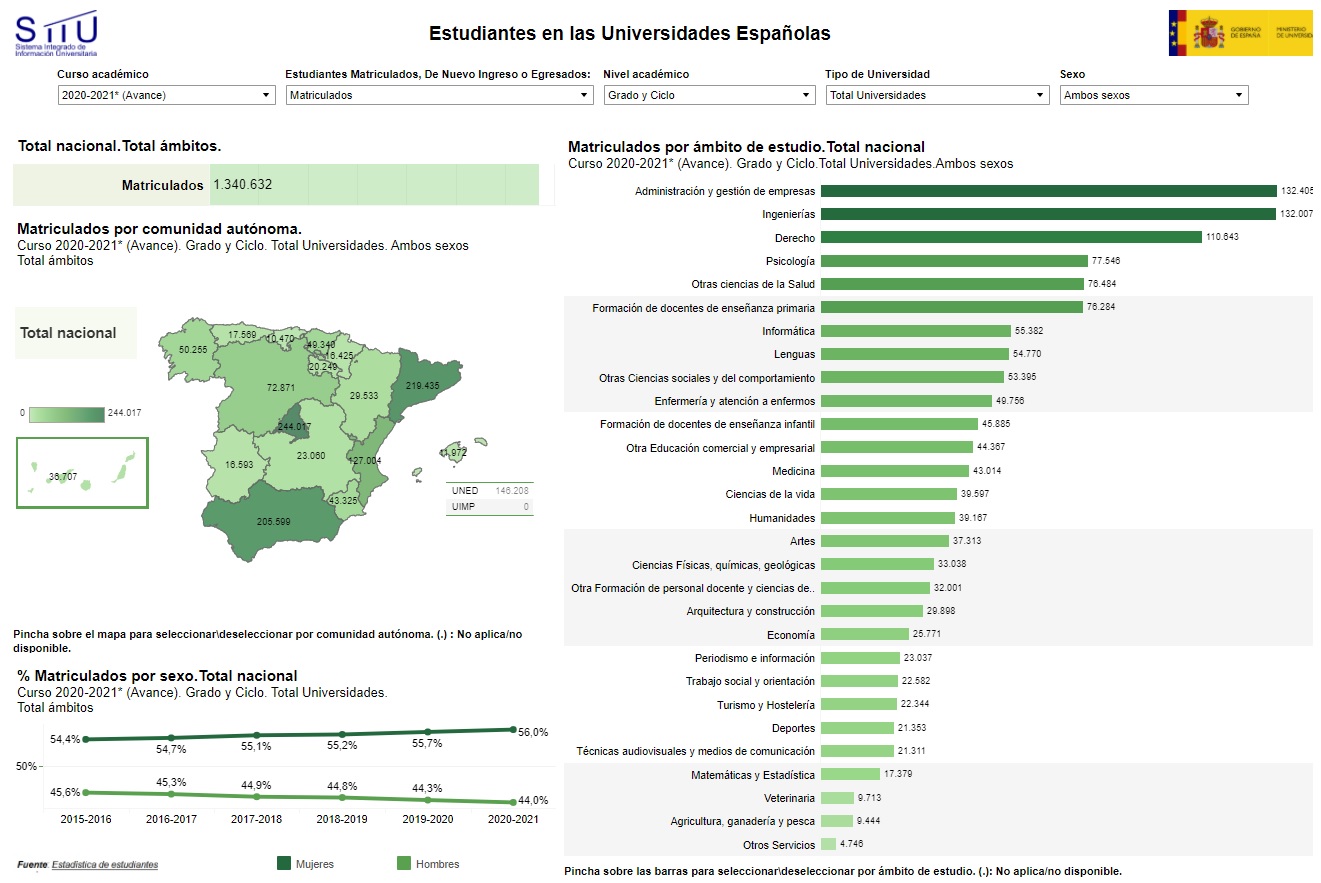 SIIU
Sistema Integrado de
Información Universitaria
Estudiantes en las Universidades Españolas
GOBIERNO
DE ESPAÑA
MINISTERIO
Curso académico
2020-2021* (Avance)
Estudiantes Matriculados, De Nuevo Ingreso o Egresados:
Matriculados
Nivel académico
Grado y Ciclo
Tipo de Universidad
Total Universidades
Sexo
Ambos sexos
Total nacional.Total ámbitos.
Matriculados 1.340.632
Matriculados por comunidad autónoma.
Curso 2020-2021* (Avance). Grado y Ciclo. Total Universidades. Ambos sexos
Total ámbitos
Total nacional
0 244.017
50.255
17.569
10.470
49.340
16.425
20.249
72.871
29.533
219.435
244.017
16.593
23.060
127.004
11.972
43.325
205.599
36.707
UNED 146.208
UIMP 0
Pincha sobre el mapa para seleccionar\deseleccionar por comunidad autónoma. (.) : No aplica/no
disponible.
% Matriculados por sexo.Total nacional
Curso 2020-2021* (Avance). Grado y Ciclo. Total Universidades.
Total ámbitos
54,4% 54,7% 55,1% 55,2% 55,7% 56,0%
50%
45,6% 45,3% 44,9% 44,8% 44,3% 44,0%
2015-2016 2016-2017 2017-2018 2018-2019 2019-2020 2020-2021
Fuente: Estadística de estudiantes
Mujeres Hombres
Matriculados por ámbito de estudio.Total nacional
Curso 2020-2021* (Avance). Grado y Ciclo.Total Universidades.Ambos sexos
Administración y gestión de empresas 132.405
Ingenierías 132.007
Derecho 110.643
Psicología 77.546
Otras ciencias de la Salud 76.484
Formación de docentes de enseñanza primaria 76.284
Informática 55.382
Lenguas 54.770
Otras Ciencias sociales y del comportamiento 53.395
Enfermería y atención a enfermos 49.756
Formación de docentes de enseñanza infantil 45.885
Otra Educación comercial y empresarial 44.367
Medicina 43.014
Ciencias de la vida 39.597
Humanidades 39.167
Artes 37.313
Ciencias Físicas, químicas, geológicas 33.038
Otra Formación de personal docente y ciencias de.. 32.001
Arquitectura y construcción 29.898
Economía 25.771
Periodismo e información 23.037
Trabajo social y orientación 22.582
Turismo y Hostelería 22.344
Deportes 21.353
Técnicas audiovisuales y medios de comunicación 21.311
Matemáticas y Estadística 17.379
Veterinaria 9.713
Agricultura, ganadería y pesca 9.444
Otros Servicios 4.746
Pincha sobre las barras para seleccionar\deseleccionar por ámbito de estudio. (.): No aplica/no disponible.